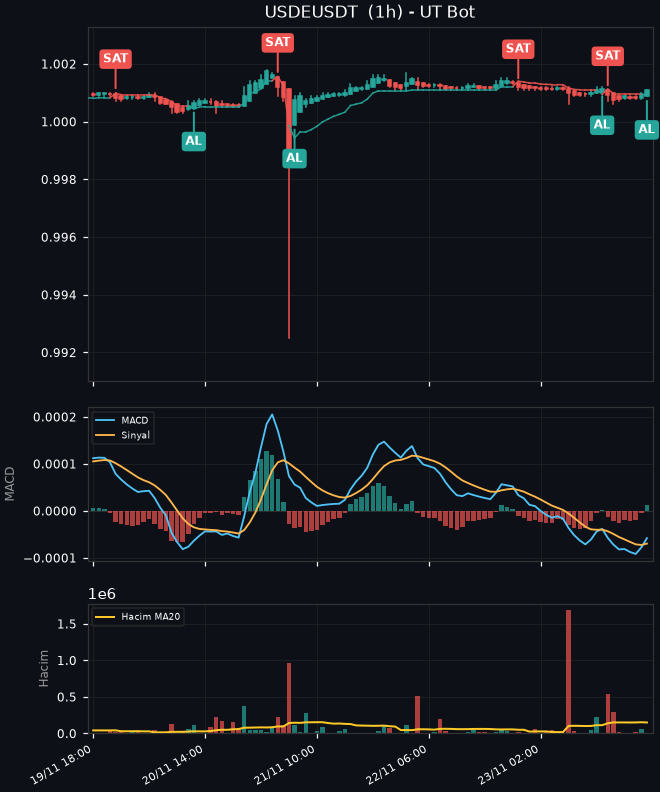 USDEUSDT (1h) - UT Bot
SAT
SAT
SAT
SAT
AL
AL
AL
AL
1.002
1.000
0.998
0.996
0.994
0.992
MACD
MACD
Sinyal
0.0002
0.0001
0.0000
−0.0001
1e6
Hacim
Hacim MA20
1.5
1.0
0.5
0.0
19/11 18:00
20/11 14:00
21/11 10:00
22/11 06:00
23/11 02:00